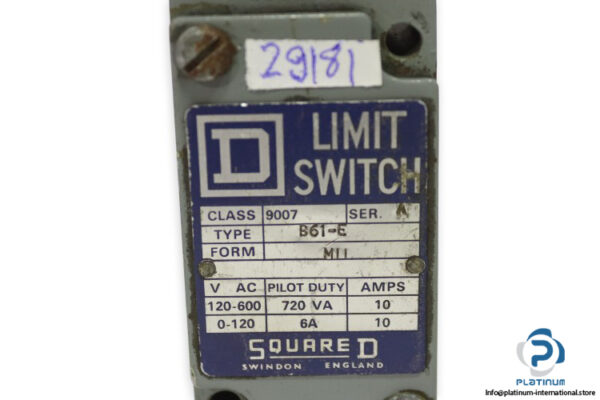 29181
D
LIMIT
SWITCH
CLASS 9007 SER. A
TYPE B61-E
FORM M11
V AC PILOT DUTY AMPS
120-600 720 VA 10
0-120 6A 10
SQUARE D
SWINDON ENGLAND
PLATINUM
Info@platinum-international.store